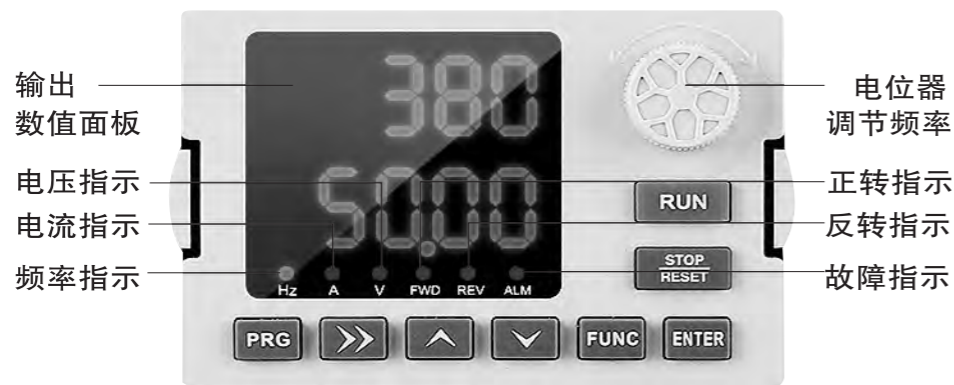 输出
数值面板
电压指示
电流指示
频率指示
380
50.00
Hz A V FWD REV ALM
PRG FUNC ENTER
RUN
STOP
RESET
电位器
调节频率
正转指示
反转指示
故障指示